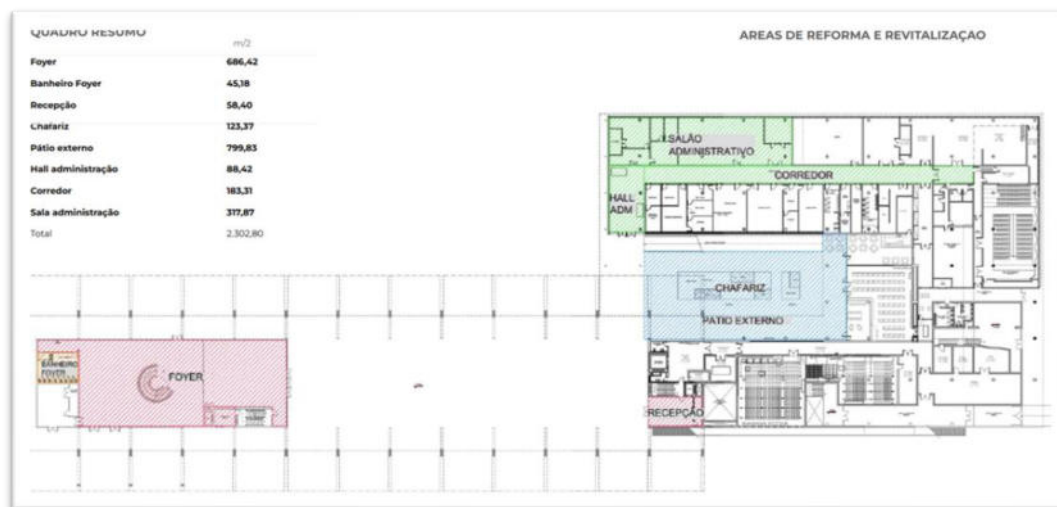 QUADRO RESUMO
m/2
Foyer 686,42
Banheiro Foyer 45,18
Recepção 58,40
Chafariz 123,37
Pátio externo 799,83
Hall administração 88,42
Corredor 183,31
Sala administração 317,87
Total 2.302,80
AREAS DE REFORMA E REVITALIZAÇAO
SALÃO
ADMINISTRATIVO
CORREDOR
HALL
ADM
CHAFARIZ
PATIO EXTERNO
BANHEIRO
FOYER
FOYER
RECEPÇÃO